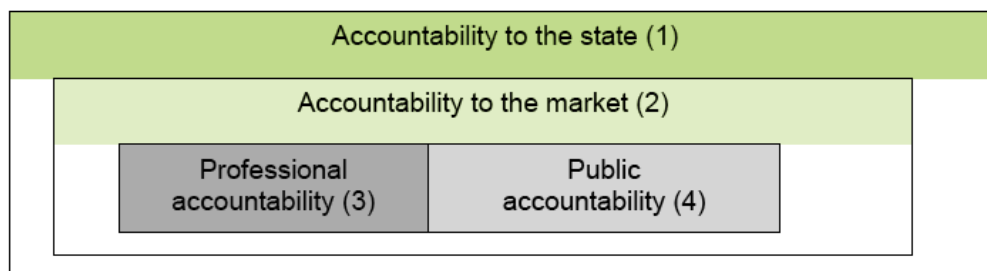 Accountability to the state (1)
Accountability to the market (2)
Professional
accountability (3)
Public
accountability (4)